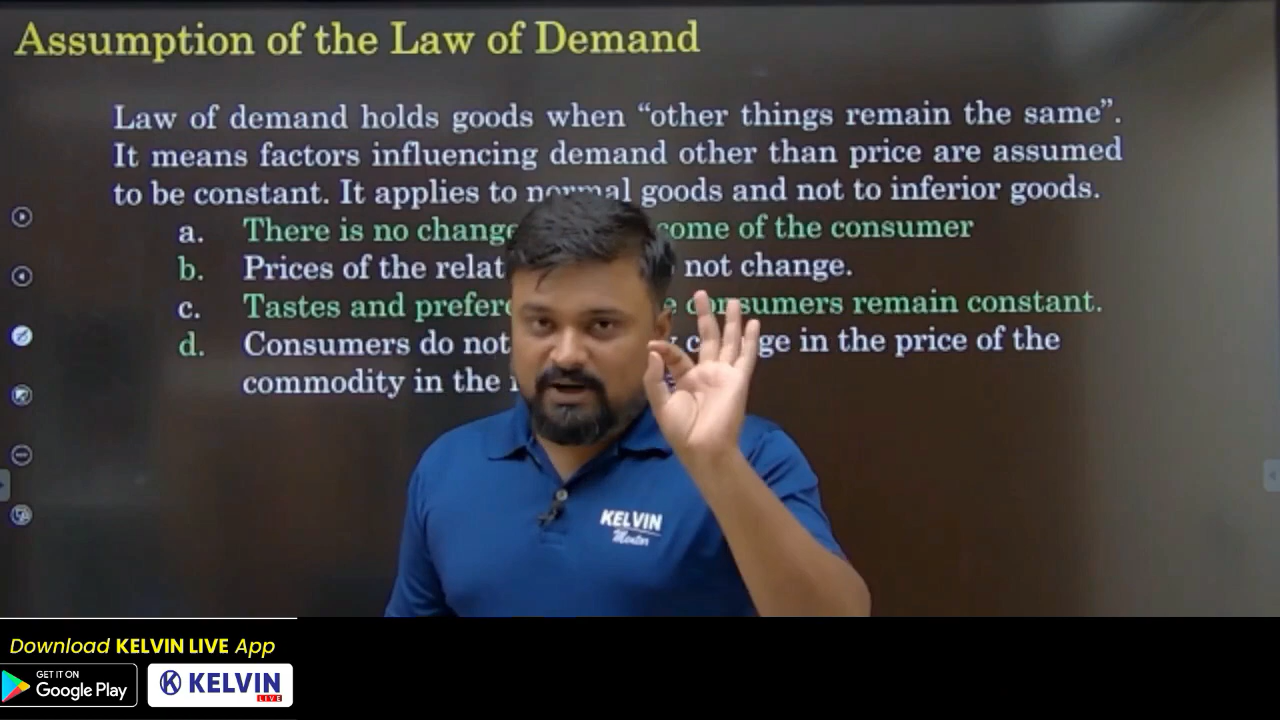 Assumption of the Law of Demand
Law of demand holds goods when “other things remain the same”.
It means factors influencing demand other than price are assumed
to be constant. It applies to normal goods and not to inferior goods.
a. There is no change come of the consumer
b. Prices of the relat not change.
c. Tastes and prefere consumers remain constant.
d. Consumers do not change in the price of the
commodity in the
KELVIN
Mentor
Download KELVIN LIVE App
GET IT ON
Google Play
KELVIN
LIVE